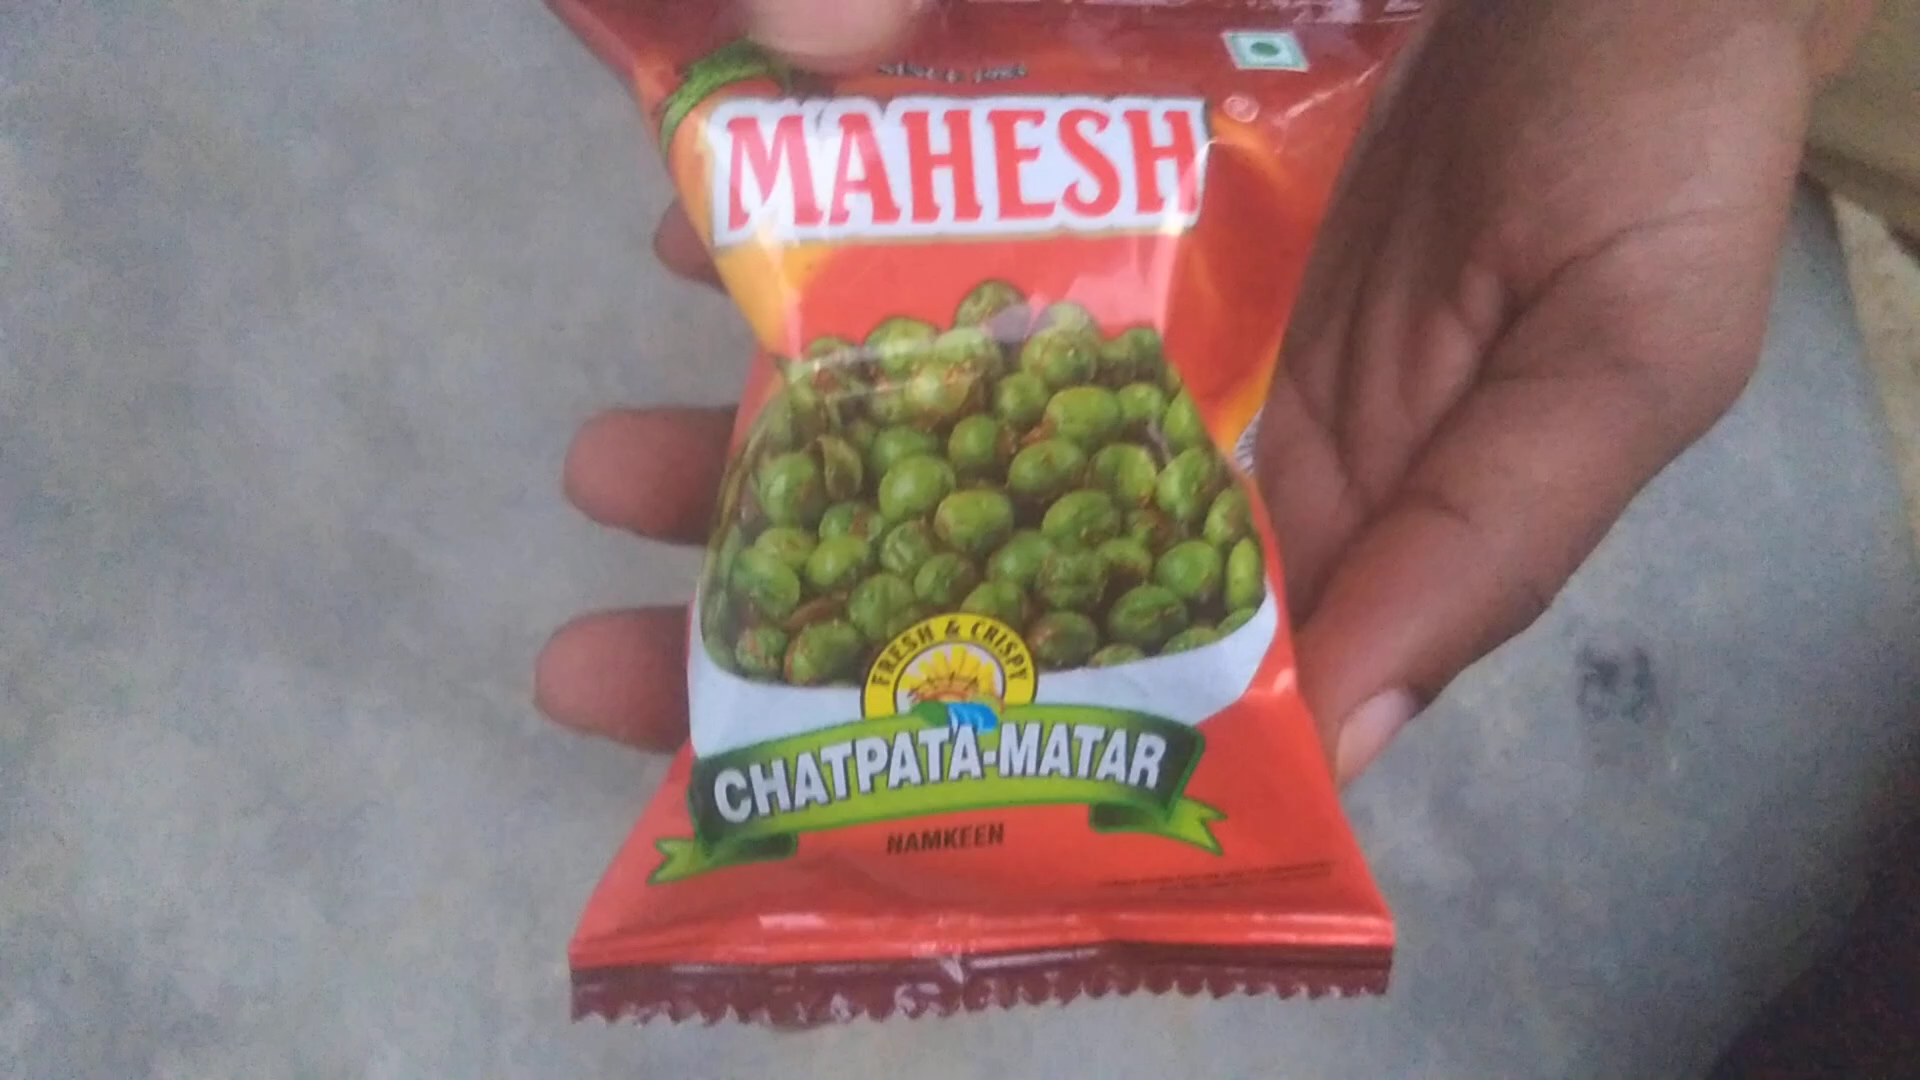 MAHESH
FRESH & CRISPY
CHATPATA-MATAR
NAMKEEN